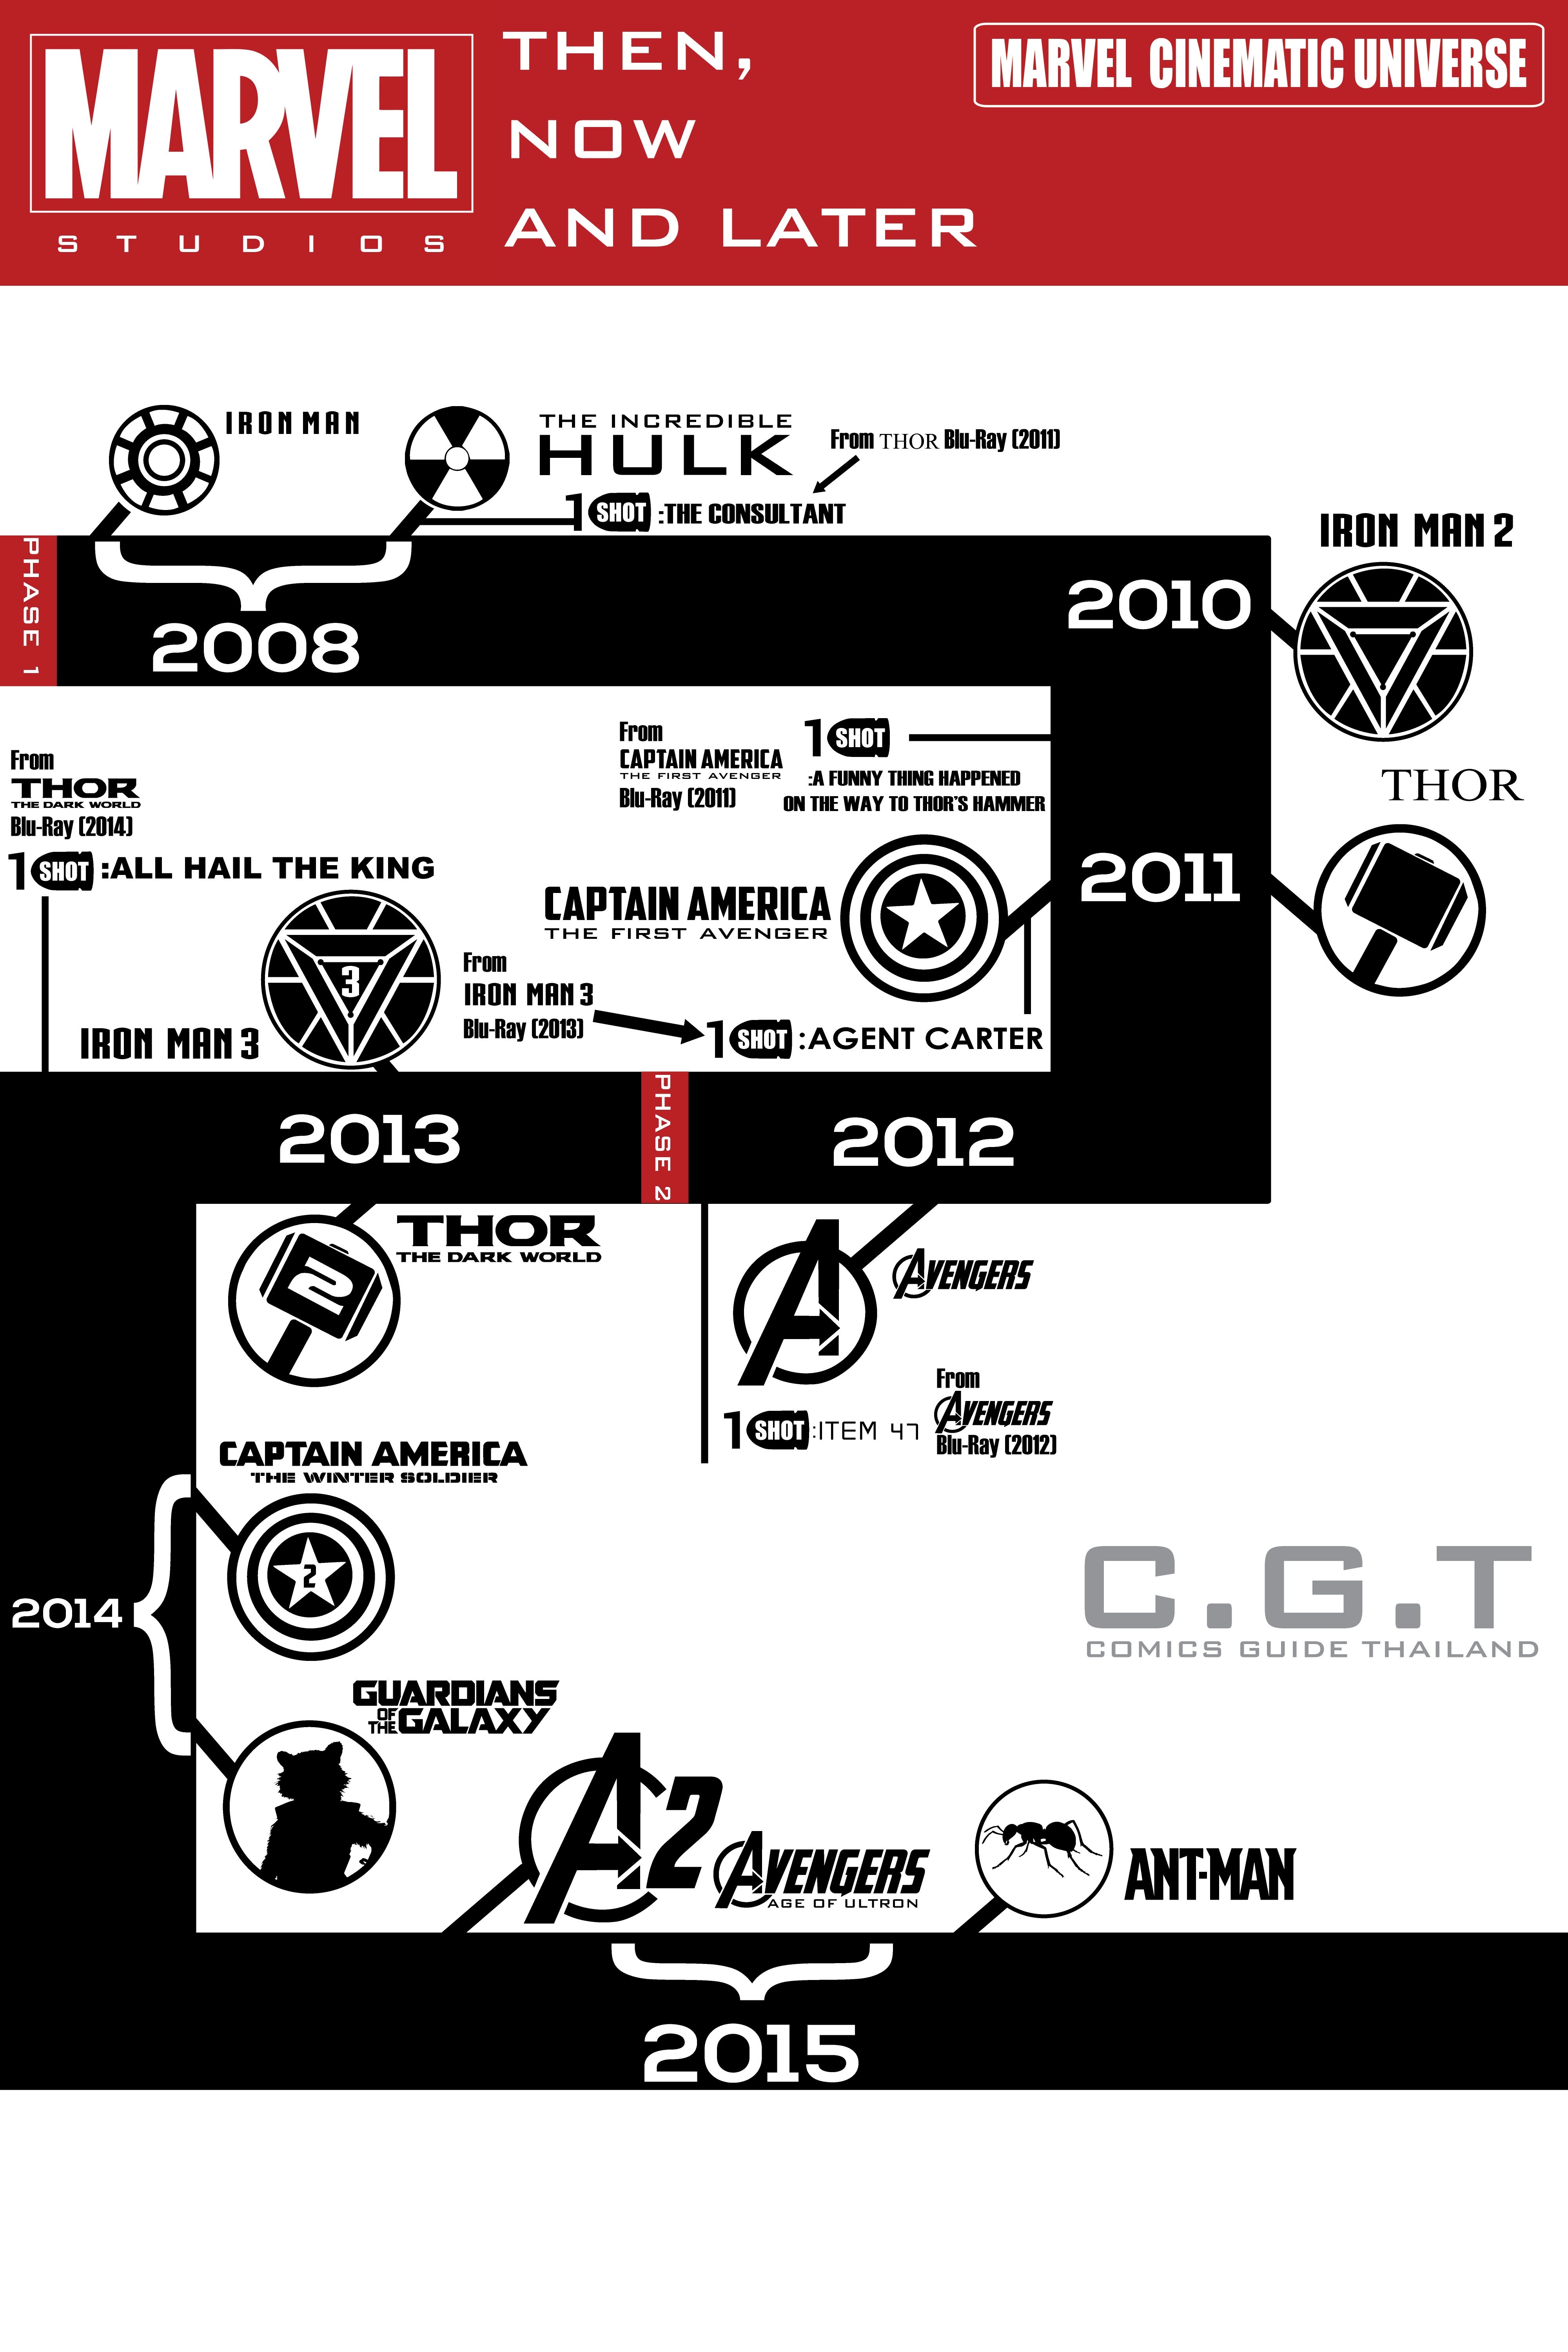 MARVEL
STUDIOS
THEN,
NOW
AND LATER
MARVEL CINEMATIC UNIVERSE
IRON MAN
THE INCREDIBLE
HULK
From THOR Blu-Ray (2011)
1 SHOT :THE CONSULTANT
PHASE 1
2008
2010
IRON MAN 2
From
CAPTAIN AMERICA
THE FIRST AVENGER
Blu-Ray (2011)
1 SHOT
:A FUNNY THING HAPPENED
ON THE WAY TO THOR'S HAMMER
THOR
2011
From
THOR
THE DARK WORLD
Blu-Ray (2014)
1 SHOT :ALL HAIL THE KING
CAPTAIN AMERICA
THE FIRST AVENGER
3
IRON MAN 3
From
IRON MAN 3
Blu-Ray (2013)
1 SHOT :AGENT CARTER
2013
PHASE 2
2012
2
THOR
THE DARK WORLD
A
AVENGERS
1 SHOT :ITEM 47
From
AVENGERS
Blu-Ray (2012)
CAPTAIN AMERICA
THE WINTER SOLDIER
2
2014
C.G.T
COMICS GUIDE THAILAND
GUARDIANS
OF THE GALAXY
A2
AVENGERS
AGE OF ULTRON
ANT-MAN
2015